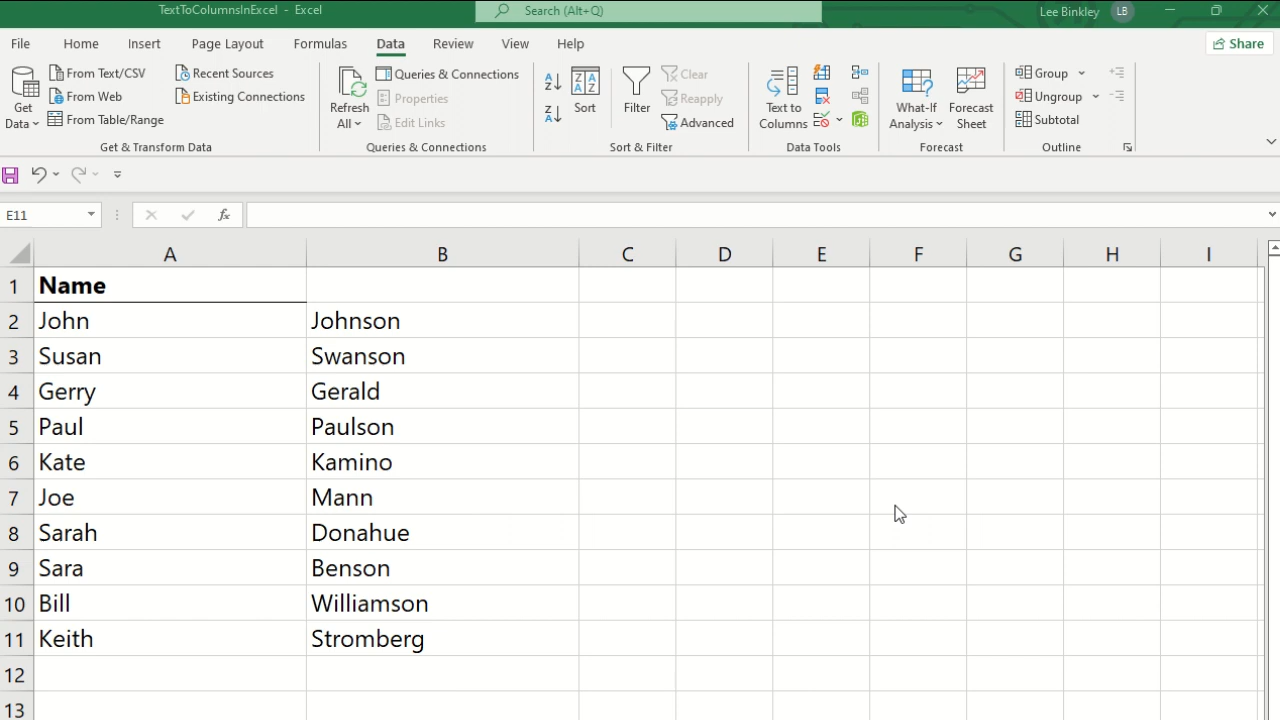 TextToColumnsInExcel - Excel
Search (Alt+Q)
Lee Binkley LB
File Home Insert Page Layout Formulas Data Review View Help
Share
Get Data
From Text/CSV
From Web
From Table/Range
Recent Sources
Existing Connections
Get & Transform Data
Refresh All
Queries & Connections
Properties
Edit Links
Queries & Connections
Sort
Filter
Clear
Reapply
Advanced
Sort & Filter
Text to Columns
Data Tools
What-If Analysis
Forecast Sheet
Forecast
Group
Ungroup
Subtotal
Outline
E11
fx
A B C D E F G H I
1 Name
2 John Johnson
3 Susan Swanson
4 Gerry Gerald
5 Paul Paulson
6 Kate Kamino
7 Joe Mann
8 Sarah Donahue
9 Sara Benson
10 Bill Williamson
11 Keith Stromberg
12
13